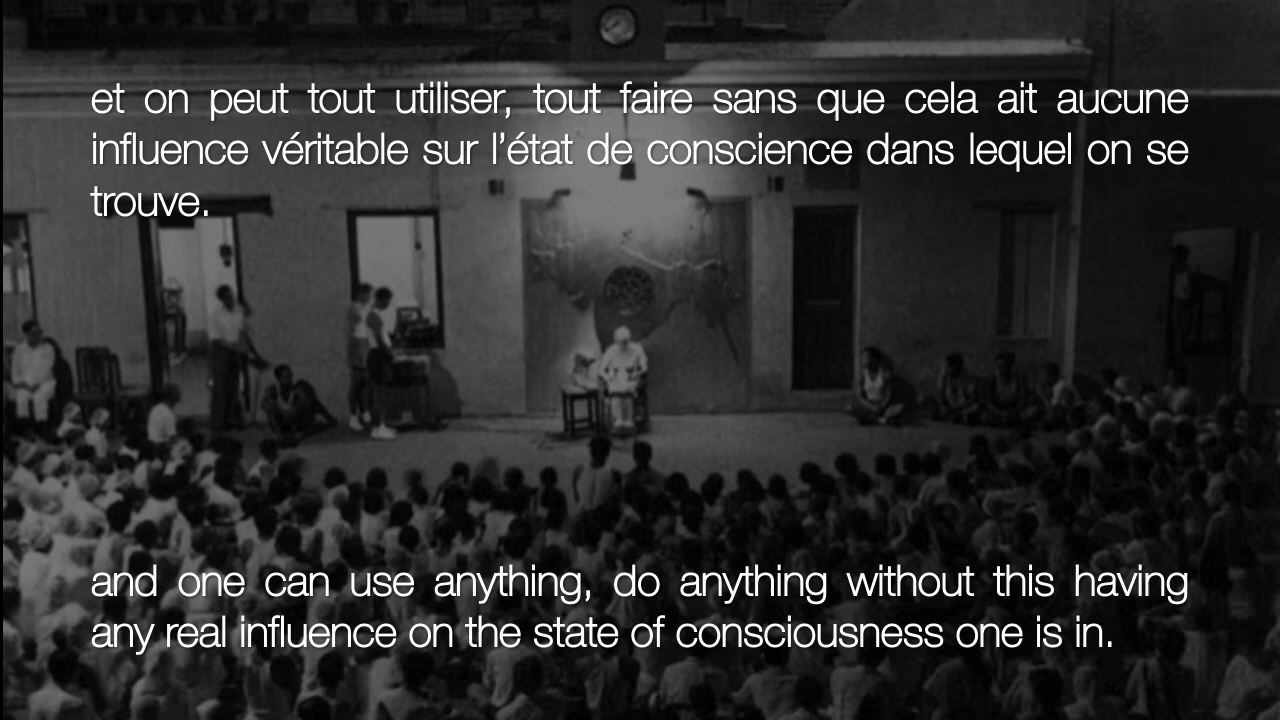 et on peut tout utiliser, tout faire sans que cela ait aucune
influence véritable sur l’état de conscience dans lequel on se
trouve.
and one can use anything, do anything without this having
any real influence on the state of consciousness one is in.